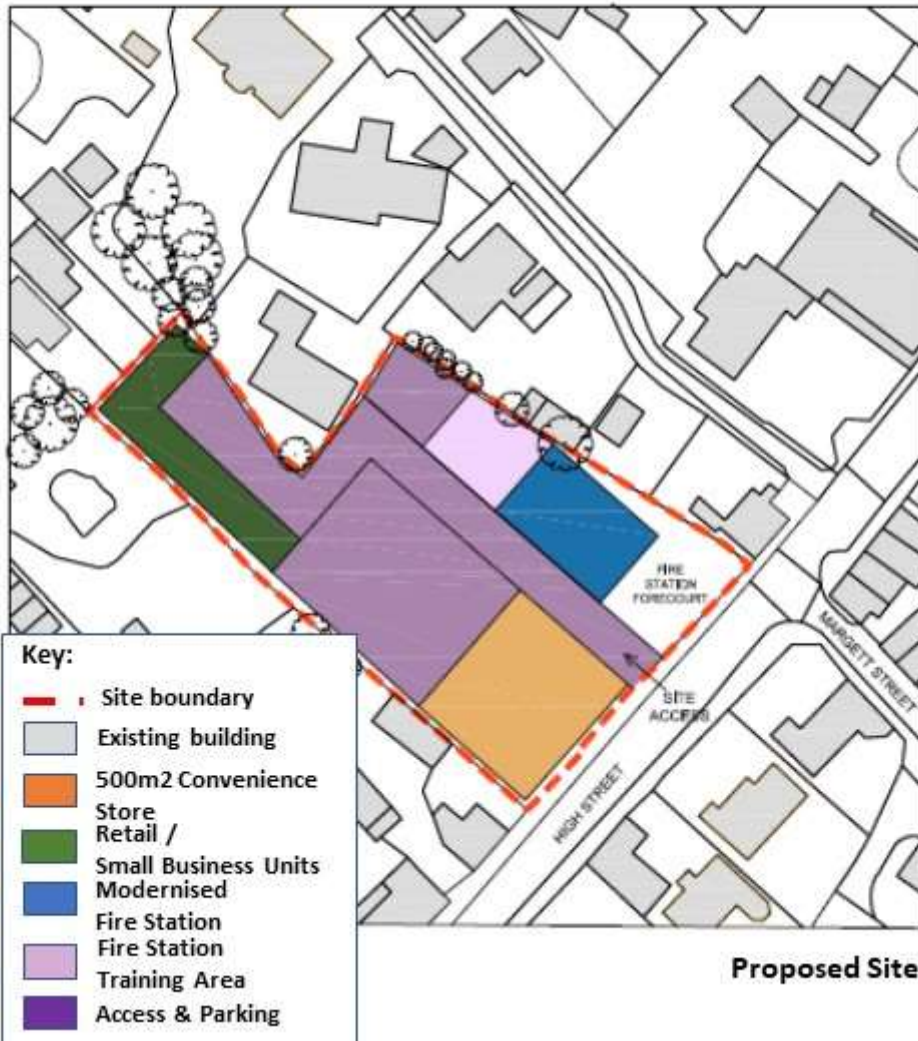 FIRE
STATION
FORECOURT
MARGETT STREET
SITE
ACCESS
HIGH STREET
Key:
Site boundary
Existing building
500m2 Convenience
Store
Retail /
Small Business Units
Modernised
Fire Station
Fire Station
Training Area
Access & Parking
Proposed Site